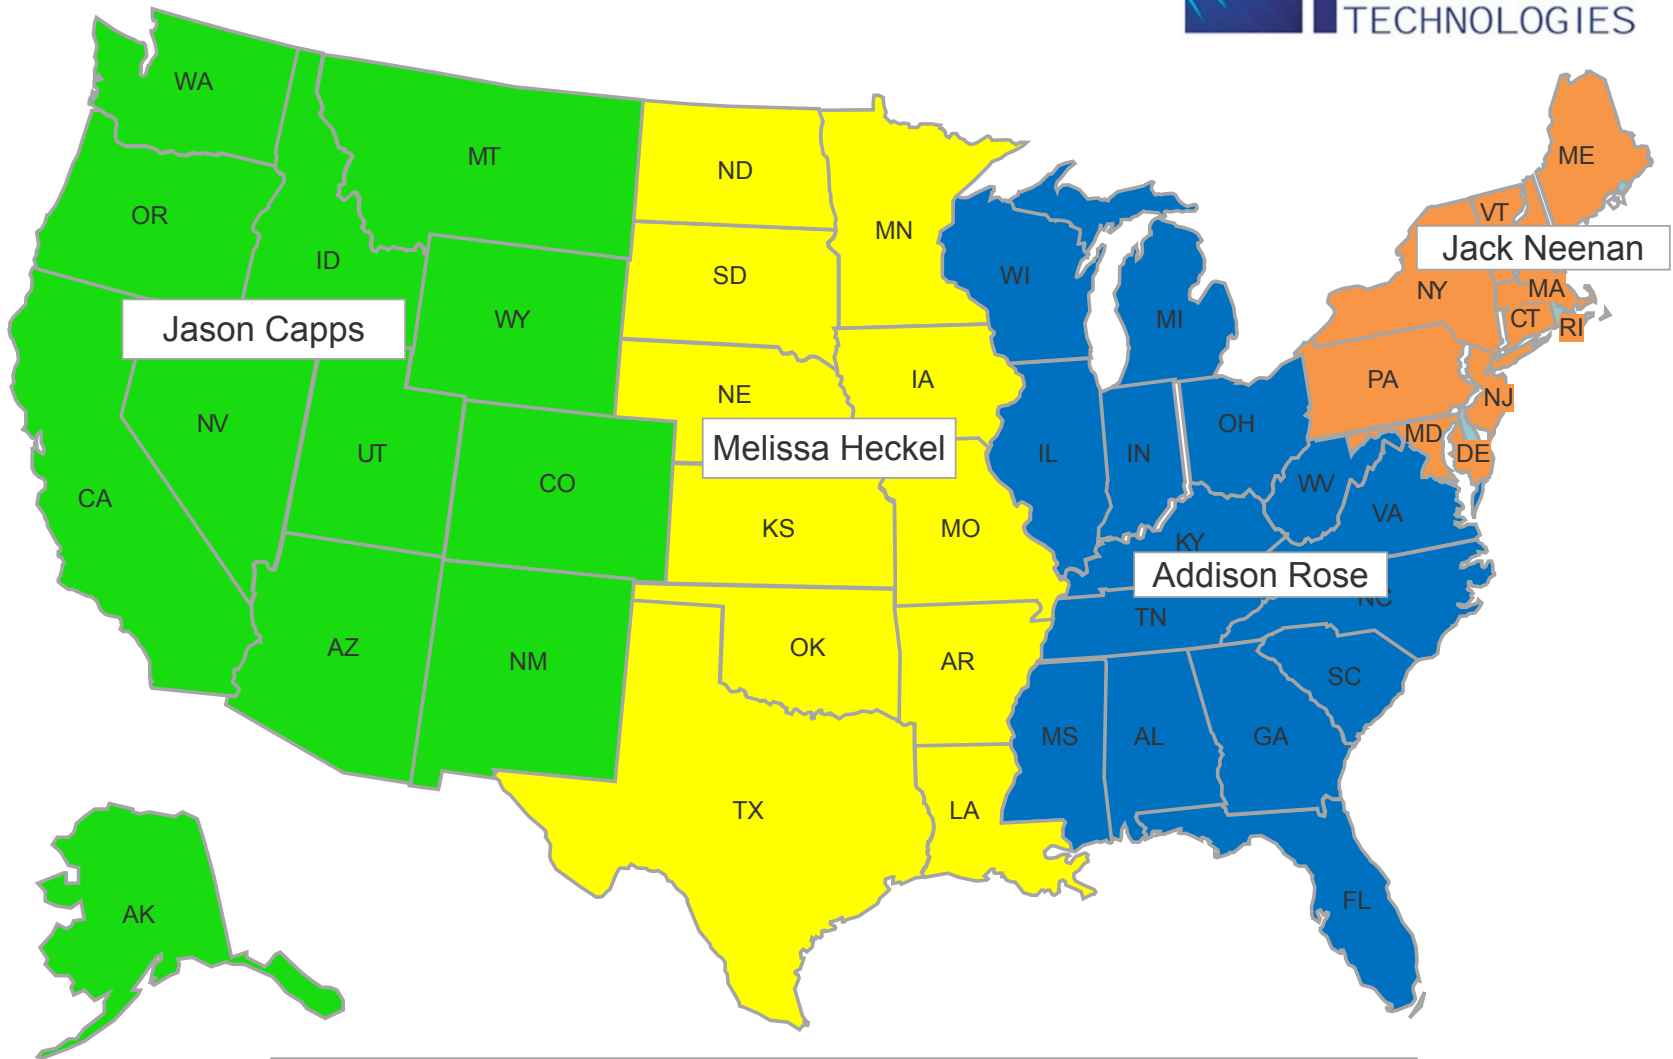 TECHNOLOGIES
WA
MT
ND
ME
OR
VT
MN
ID
SD
WI
Jack Neenan
NY
MA
WY
MI
CT
RI
Jason Capps
IA
PA
NE
NJ
NV
OH
MD
UT
Melissa Heckel
IL
IN
DE
CO
WV
CA
VA
KS
MO
KY
Addison Rose
NC
TN
AZ
OK
NM
AR
SC
MS
AL
GA
TX
LA
FL
AK